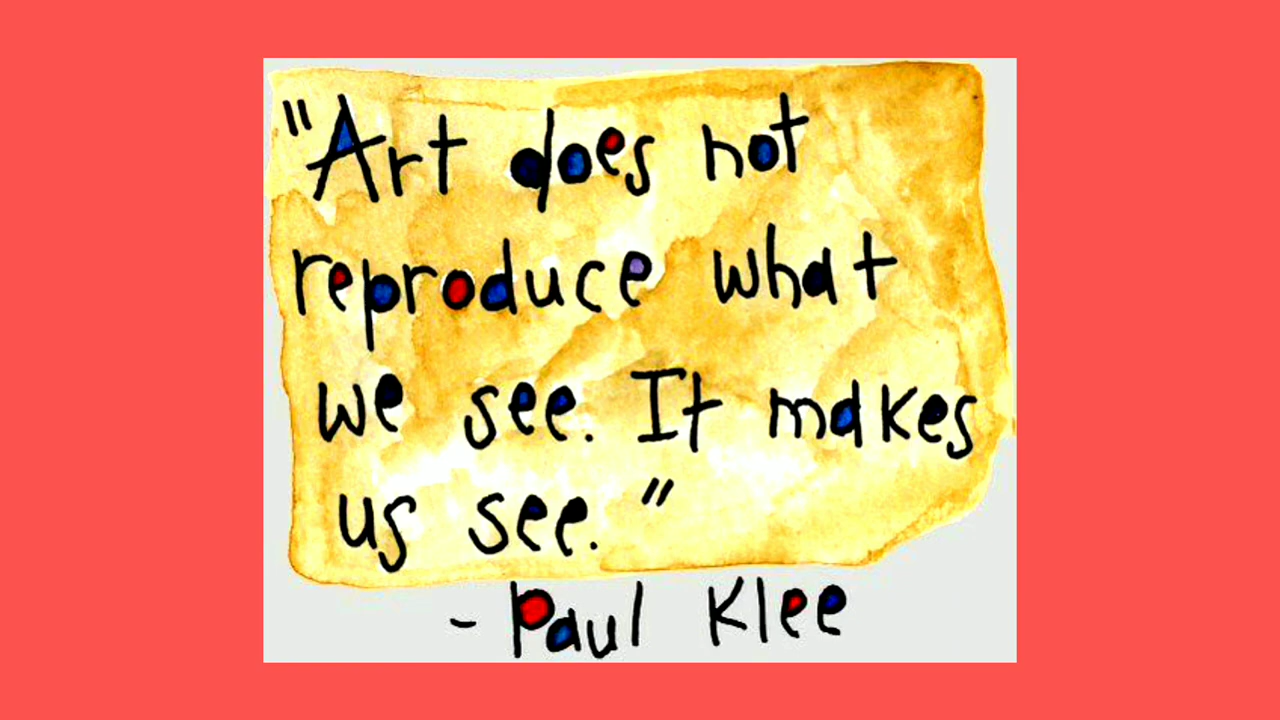 "Art does not
reproduce what
we see. It makes
us see."
- Paul Klee